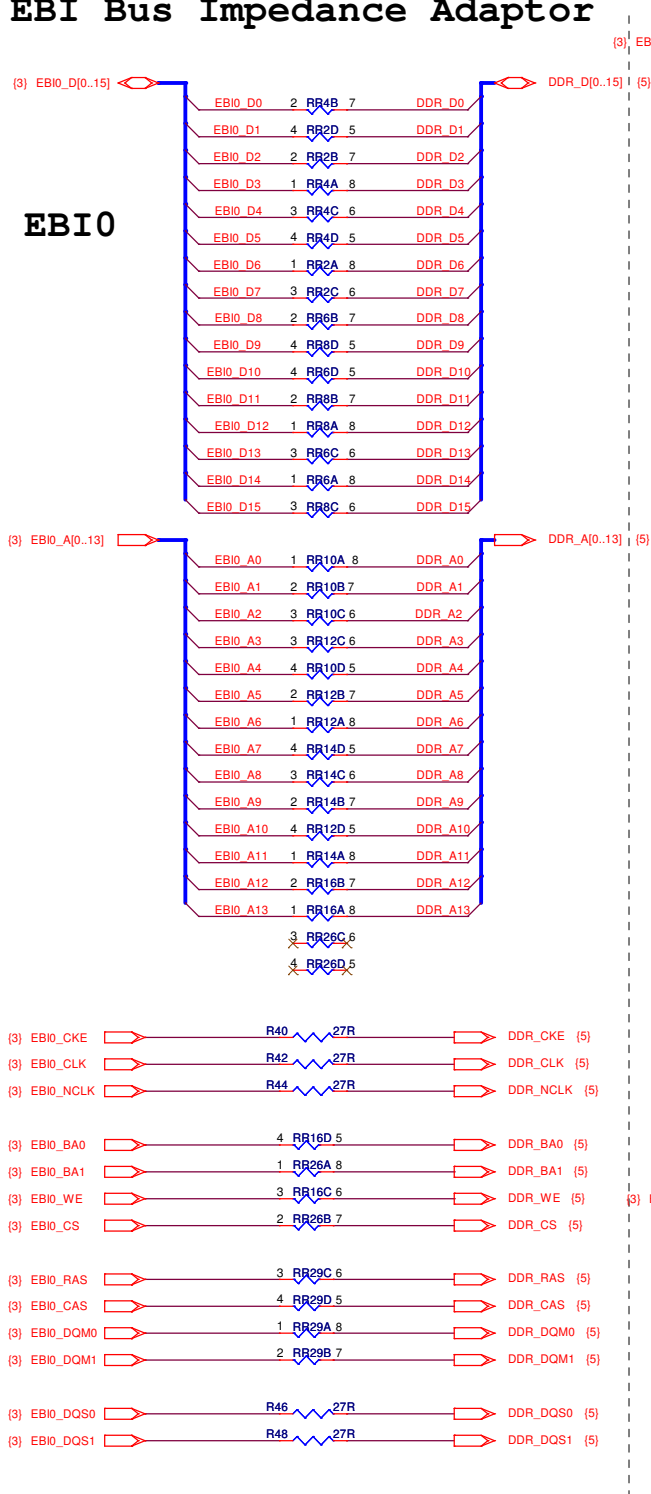 EBI Bus Impedance Adaptor
{3} EB
{3} EBI0_D[0..15] DDR_D[0..15] {5}
EBI0_D0 2 RR4B 7 DDR_D0
EBI0_D1 4 RR2D 5 DDR_D1
EBI0_D2 2 RR2B 7 DDR_D2
EBI0_D3 1 RR4A 8 DDR_D3
EBI0_D4 3 RR4C 6 DDR_D4
EBI0
EBI0_D5 4 RR4D 5 DDR_D5
EBI0_D6 1 RR2A 8 DDR_D6
EBI0_D7 3 RR2C 6 DDR_D7
EBI0_D8 2 RR6B 7 DDR_D8
EBI0_D9 4 RR8D 5 DDR_D9
EBI0_D10 4 RR6D 5 DDR_D10
EBI0_D11 2 RR8B 7 DDR_D11
EBI0_D12 1 RR8A 8 DDR_D12
EBI0_D13 3 RR6C 6 DDR_D13
EBI0_D14 1 RR6A 8 DDR_D14
EBI0_D15 3 RR8C 6 DDR_D15
{3} EBI0_A[0..13] DDR_A[0..13] {5}
EBI0_A0 1 RR10A 8 DDR_A0
EBI0_A1 2 RR10B 7 DDR_A1
EBI0_A2 3 RR10C 6 DDR_A2
EBI0_A3 3 RR12C 6 DDR_A3
EBI0_A4 4 RR10D 5 DDR_A4
EBI0_A5 2 RR12B 7 DDR_A5
EBI0_A6 1 RR12A 8 DDR_A6
EBI0_A7 4 RR14D 5 DDR_A7
EBI0_A8 3 RR14C 6 DDR_A8
EBI0_A9 2 RR14B 7 DDR_A9
EBI0_A10 4 RR12D 5 DDR_A10
EBI0_A11 1 RR14A 8 DDR_A11
EBI0_A12 2 RR16B 7 DDR_A12
EBI0_A13 1 RR16A 8 DDR_A13
3 RR26C 6
4 RR26D 5
{3} EBI0_CKE R40 27R DDR_CKE {5}
{3} EBI0_CLK R42 27R DDR_CLK {5}
{3} EBI0_NCLK R44 27R DDR_NCLK {5}
{3} EBI0_BA0 4 RR16D 5 DDR_BA0 {5}
{3} EBI0_BA1 1 RR26A 8 DDR_BA1 {5}
{3} EBI0_WE 3 RR16C 6 DDR_WE {5} {3}
{3} EBI0_CS 2 RR26B 7 DDR_CS {5}
{3} EBI0_RAS 3 RR29C 6 DDR_RAS {5}
{3} EBI0_CAS 4 RR29D 5 DDR_CAS {5}
{3} EBI0_DQM0 1 RR29A 8 DDR_DQM0 {5}
{3} EBI0_DQM1 2 RR29B 7 DDR_DQM1 {5}
{3} EBI0_DQS0 R46 27R DDR_DQS0 {5}
{3} EBI0_DQS1 R48 27R DDR_DQS1 {5}